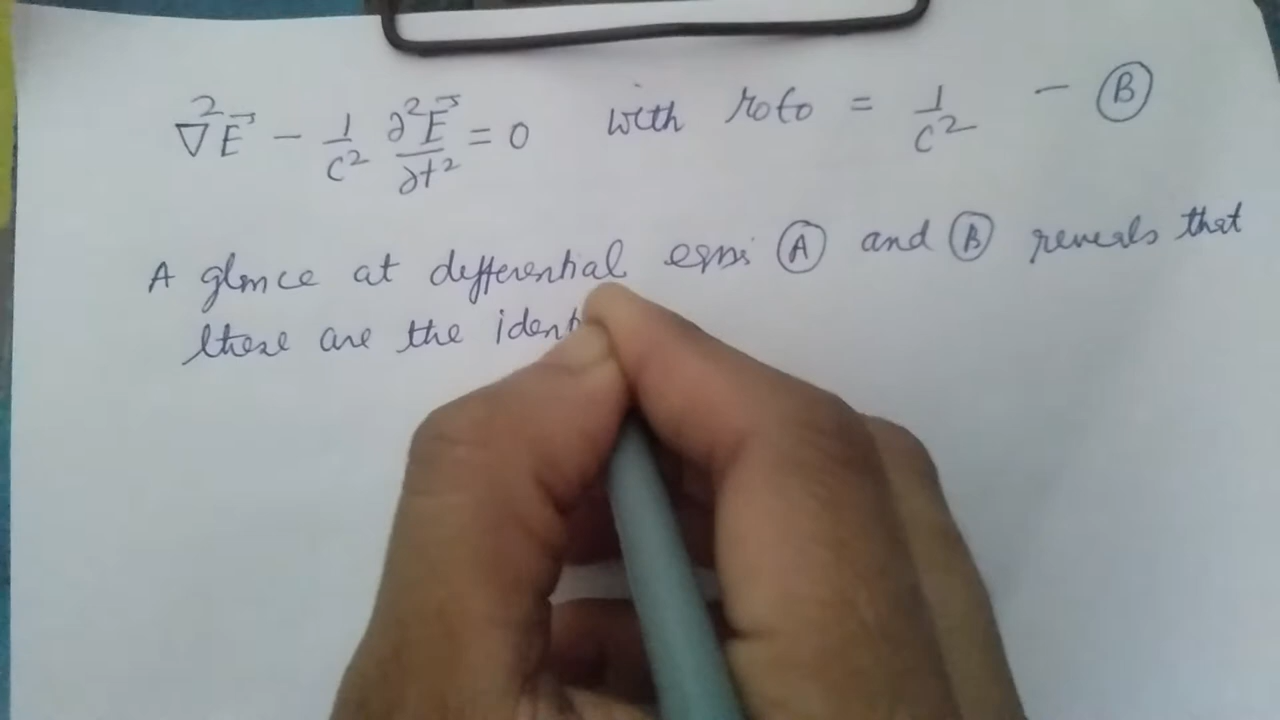 ∇²E⃗ - 1/c² ∂²E⃗/∂t² = 0 with μ₀ε₀ = 1/c² - Ⓑ
A glance at differential eqns Ⓐ and Ⓑ reveals that
these are the ident